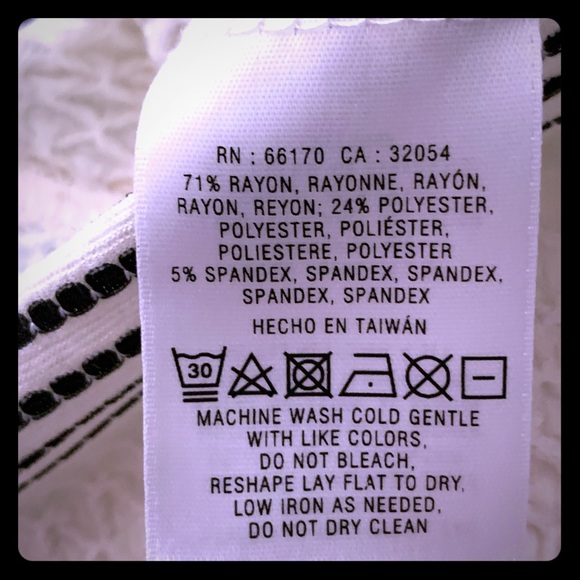 RN : 66170 CA : 32054
71% RAYON, RAYONNE, RAYÓN,
RAYON, REYON; 24% POLYESTER,
POLYESTER, POLIÉSTER,
POLIESTERE, POLYESTER
5% SPANDEX, SPANDEX, SPANDEX,
SPANDEX, SPANDEX
HECHO EN TAIWÁN
30
MACHINE WASH COLD GENTLE
WITH LIKE COLORS,
DO NOT BLEACH,
RESHAPE LAY FLAT TO DRY,
LOW IRON AS NEEDED,
DO NOT DRY CLEAN